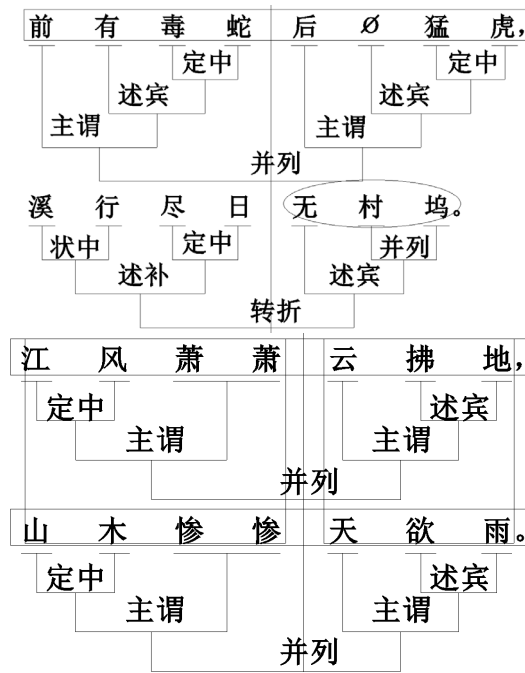 前 有 毒 蛇 后 Ø 猛 虎，
定中 定中
述宾 述宾
主谓 主谓
并列
溪 行 尽 日 无 村 坞。
状中 定中 并列
述补 述宾
转折
江 风 萧 萧 云 拂 地，
定中 述宾
主谓 主谓
并列
山 木 惨 惨 天 欲 雨。
定中 述宾
主谓 主谓
并列